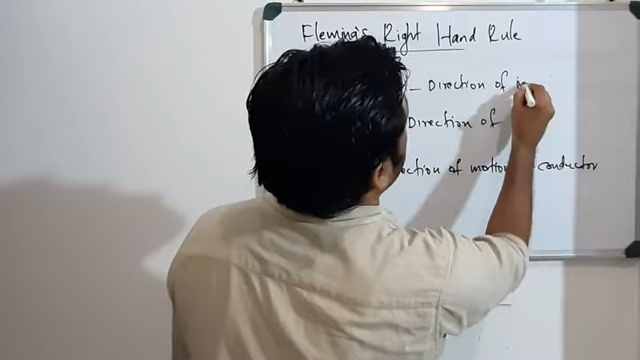 Fleming's Right Hand Rule
- Direction of
Direction of
of motion conductor